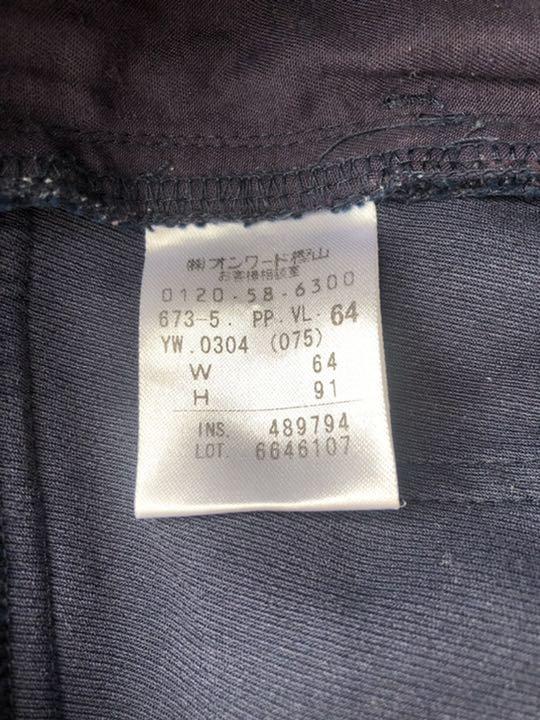 ㈱オンワード樫山
お客様相談室
0120-58-6300
673-5. PP.VL. 64
YW.0304 (075)
W 64
H 91
INS. 489794
LOT. 6646107